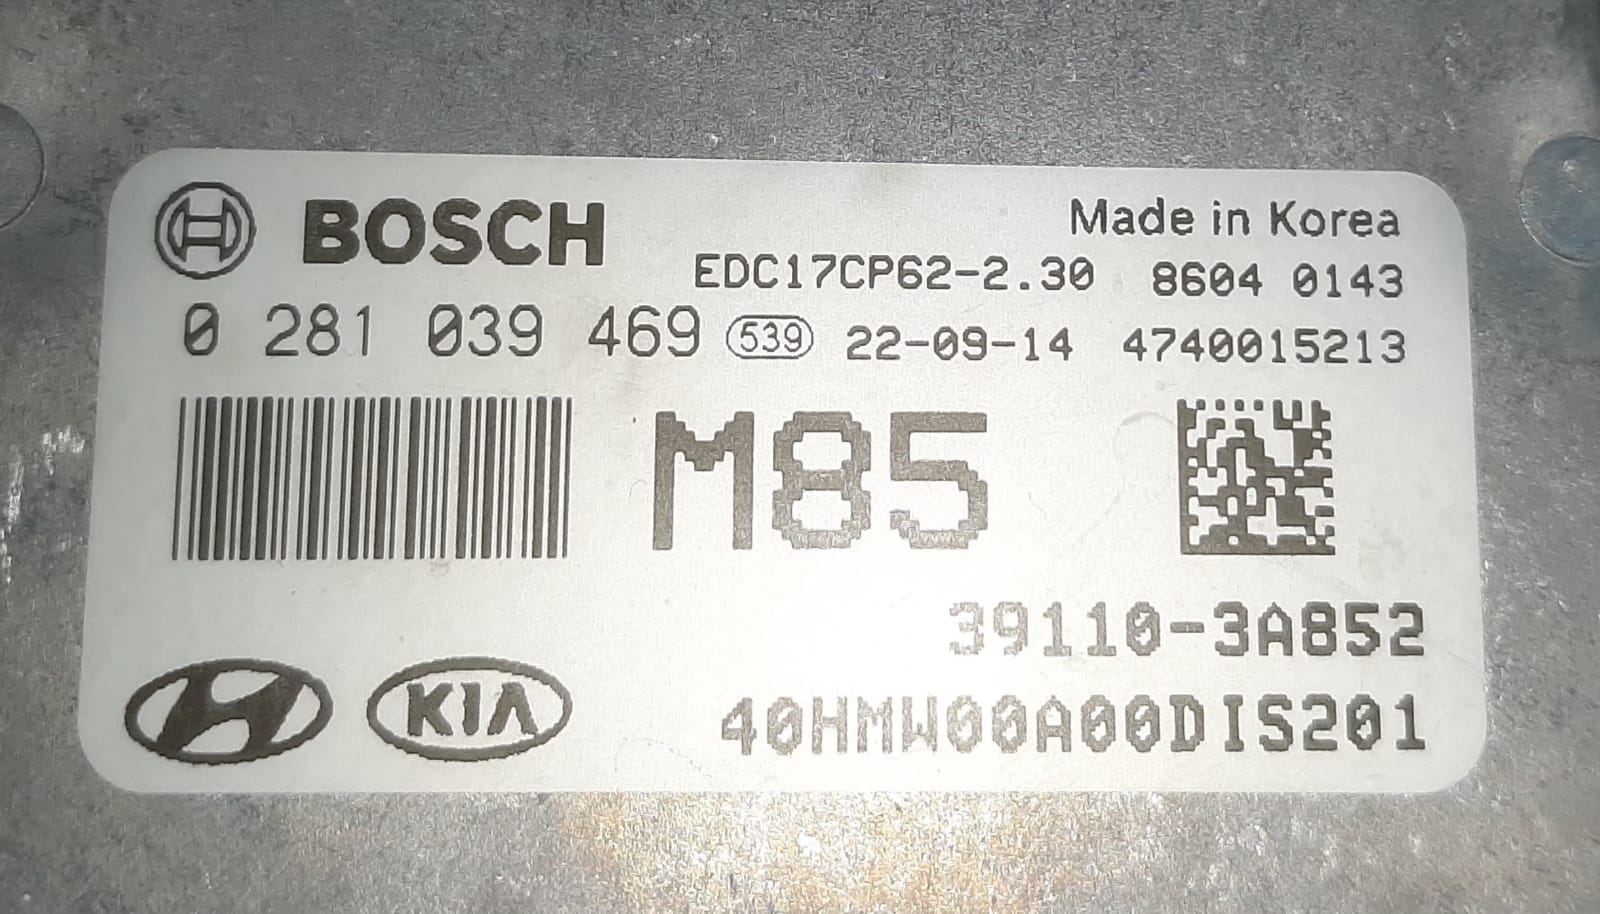 BOSCH
Made in Korea
EDC17CP62-2.30 8604 0143
0 281 039 469 539 22-09-14 4740015213
M85
39110-3A852
KIA
40HMW00A00DIS201